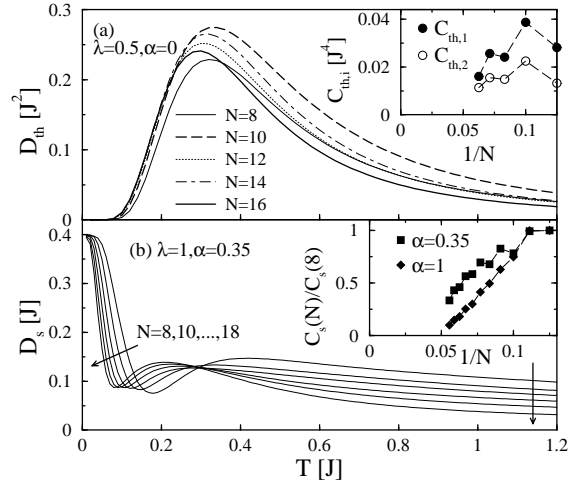 (a)
λ=0.5,α=0
D_th [J^2]
0.3
0.2
0.1
0
N=8
N=10
N=12
N=14
N=16
C_th,i [J^4]
0.04
0.02
0
C_th,1
C_th,2
0 0.05 0.1
1/N
(b) λ=1,α=0.35
D_s [J]
0.4
0.3
0.2
0.1
0
N=8,10,...,18
C_s(N)/C_s(8)
1
0.5
0
α=0.35
α=1
0 0.05 0.1
1/N
0 0.2 0.4 0.6 0.8 1 1.2
T [J]